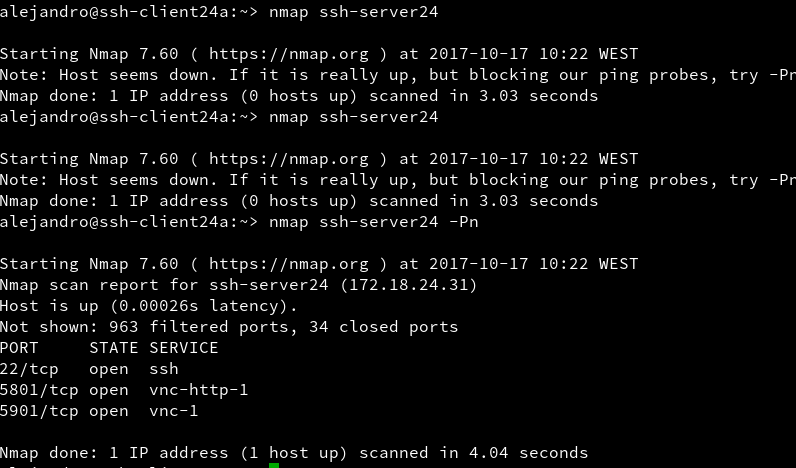 alejandro@ssh-client24a:~> nmap ssh-server24
Starting Nmap 7.60 ( https://nmap.org ) at 2017-10-17 10:22 WEST
Note: Host seems down. If it is really up, but blocking our ping probes, try -Pn
Nmap done: 1 IP address (0 hosts up) scanned in 3.03 seconds
alejandro@ssh-client24a:~> nmap ssh-server24
Starting Nmap 7.60 ( https://nmap.org ) at 2017-10-17 10:22 WEST
Note: Host seems down. If it is really up, but blocking our ping probes, try -Pn
Nmap done: 1 IP address (0 hosts up) scanned in 3.03 seconds
alejandro@ssh-client24a:~> nmap ssh-server24 -Pn
Starting Nmap 7.60 ( https://nmap.org ) at 2017-10-17 10:22 WEST
Nmap scan report for ssh-server24 (172.18.24.31)
Host is up (0.00026s latency).
Not shown: 963 filtered ports, 34 closed ports
PORT     STATE SERVICE
22/tcp   open  ssh
5801/tcp open  vnc-http-1
5901/tcp open  vnc-1
Nmap done: 1 IP address (1 host up) scanned in 4.04 seconds